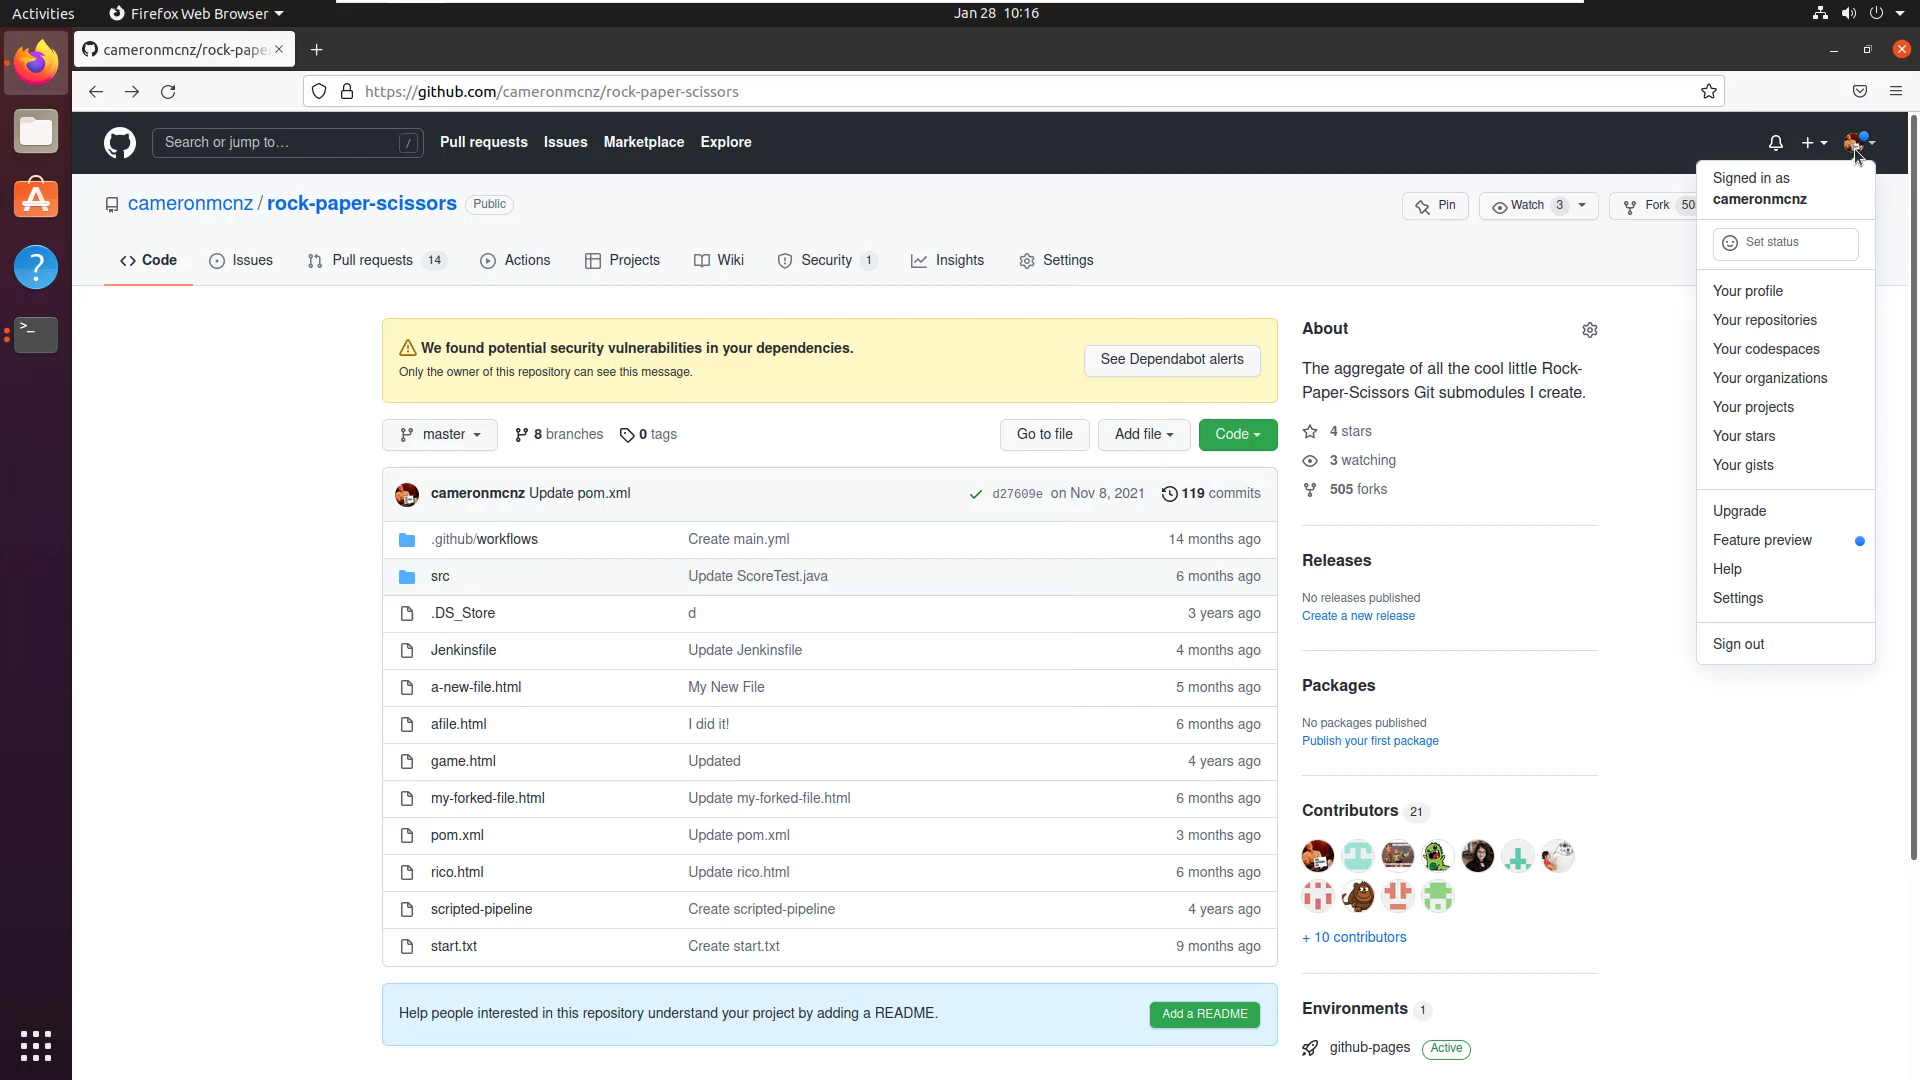 Activities
Firefox Web Browser
Jan 28 10:16
cameronmcnz/rock-pape
https://github.com/cameronmcnz/rock-paper-scissors
Search or jump to…
/
Pull requests
Issues
Marketplace
Explore
cameronmcnz / rock-paper-scissors
Public
Pin
Watch 3
Fork 50
Code
Issues
Pull requests 14
Actions
Projects
Wiki
Security 1
Insights
Settings
Signed in as
cameronmcnz
Set status
Your profile
Your repositories
Your codespaces
Your organizations
Your projects
Your stars
Your gists
Upgrade
Feature preview
Help
Settings
Sign out
We found potential security vulnerabilities in your dependencies.
Only the owner of this repository can see this message.
See Dependabot alerts
master
8 branches
0 tags
Go to file
Add file
Code
cameronmcnz Update pom.xml
d27609e on Nov 8, 2021
119 commits
.github/workflows Create main.yml 14 months ago
src Update ScoreTest.java 6 months ago
.DS_Store d 3 years ago
Jenkinsfile Update Jenkinsfile 4 months ago
a-new-file.html My New File 5 months ago
afile.html I did it! 6 months ago
game.html Updated 4 years ago
my-forked-file.html Update my-forked-file.html 6 months ago
pom.xml Update pom.xml 3 months ago
rico.html Update rico.html 6 months ago
scripted-pipeline Create scripted-pipeline 4 years ago
start.txt Create start.txt 9 months ago
Help people interested in this repository understand your project by adding a README.
Add a README
About
The aggregate of all the cool little Rock-
Paper-Scissors Git submodules I create.
4 stars
3 watching
505 forks
Releases
No releases published
Create a new release
Packages
No packages published
Publish your first package
Contributors 21
+ 10 contributors
Environments 1
github-pages Active